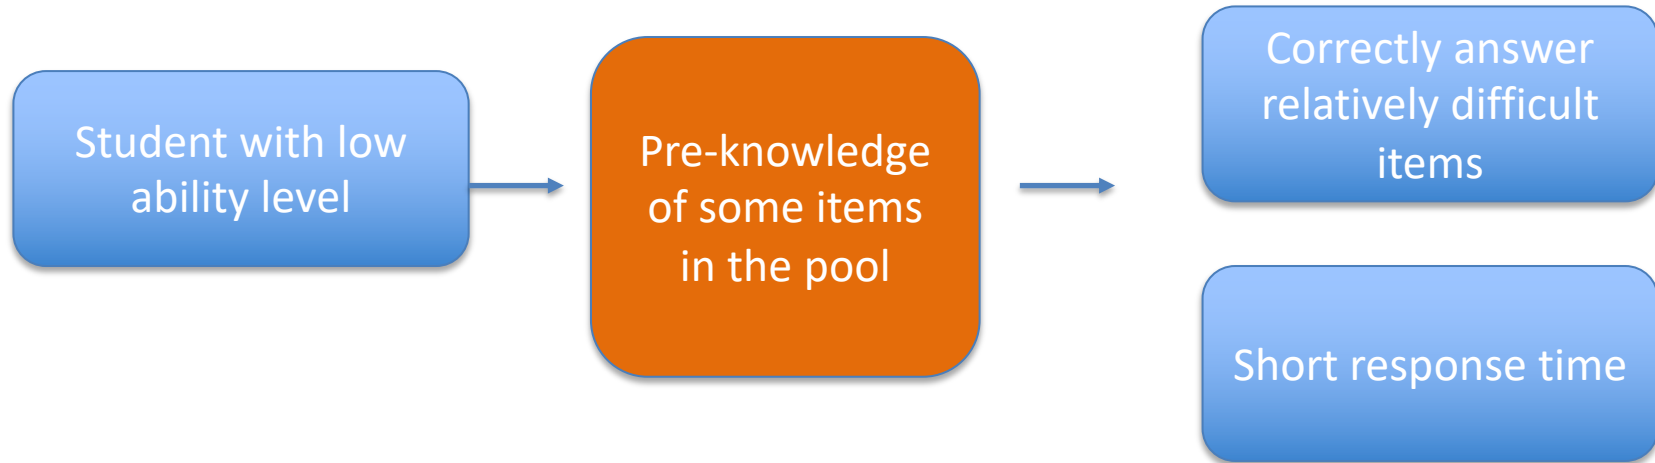 Student with low
ability level
Pre-knowledge
of some items
in the pool
Correctly answer
relatively difficult
items
Short response time